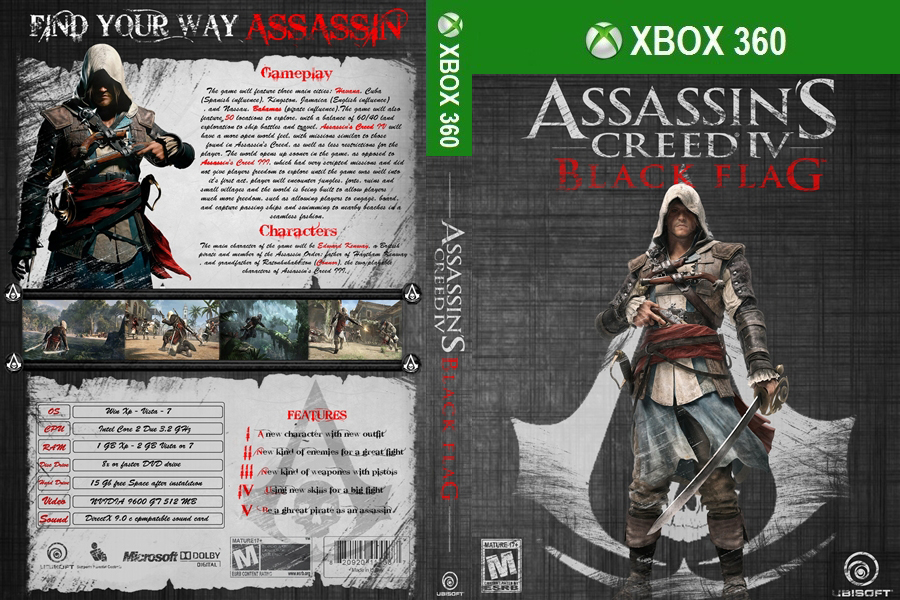 FIND YOUR WAY ASSASSIN
Gameplay
The game will feature three main cities: Havana, Cuba
(Spanish influence), Kingston, Jamaica (English influence)
, and Nassau, Bahamas (pirate influence).The game will also
feature 50 locations to explore, with a balance of 60/40 land
exploration to ship battles and travel. Assassin's Creed IV will
have a more open world feel, with missions similar to those
found in Assassin's Creed, as well as less restrictions for the
player. The world opens up sooner in the game, as opposed to
Assassin's Creed III, which had very scripted missions and did
not give players freedom to explore until the game was well into
it's first act. player will encounter jungles, forts, ruins and
small villages and the world is being built to allow players
much more freedom, such as allowing players to engage, board,
and capture passing ships and swimming to nearby beaches in a
seamless fashion.
Characters
The main character of the game will be Edward Kenway, a British
pirate and member of the Assassin Order; father of Haytham Kenway
, and grandfather of Ratonhnhaké:ton (Connor), the two playable
characters of Assassin's Creed III.
OS Win Xp - Vista - 7
CPU Intel Core 2 Due 3.2 GHz
RAM 1 GB Xp - 2 GB Vista or 7
Disc Drive 8x or faster DVD drive
Hard Drive 15 Gb free Space after instalition
Video NVIDIA 9600 GT 512 MB
Sound DirecX 9.0 c cpmpatible sound card
FEATURES
I A new character with new outfit
II New kind of enemies for a great fight
III New kind of weapons with pistols
IV Using new skills for a big fight
V Be a ghreat pirate as an assassin
UBISOFT
Microsoft
DOLBY
DIGITAL
MATURE 17+
M
ESRB CONTENT RATING www.esrb.org
XBOX 360
ASSASSIN'S
CREED IV
BLACK FLAG
UBISOFT
XBOX 360
ASSASSIN'S
CREED IV
BLACK FLAG
MATURE 17+
M
ESRB
UBISOFT